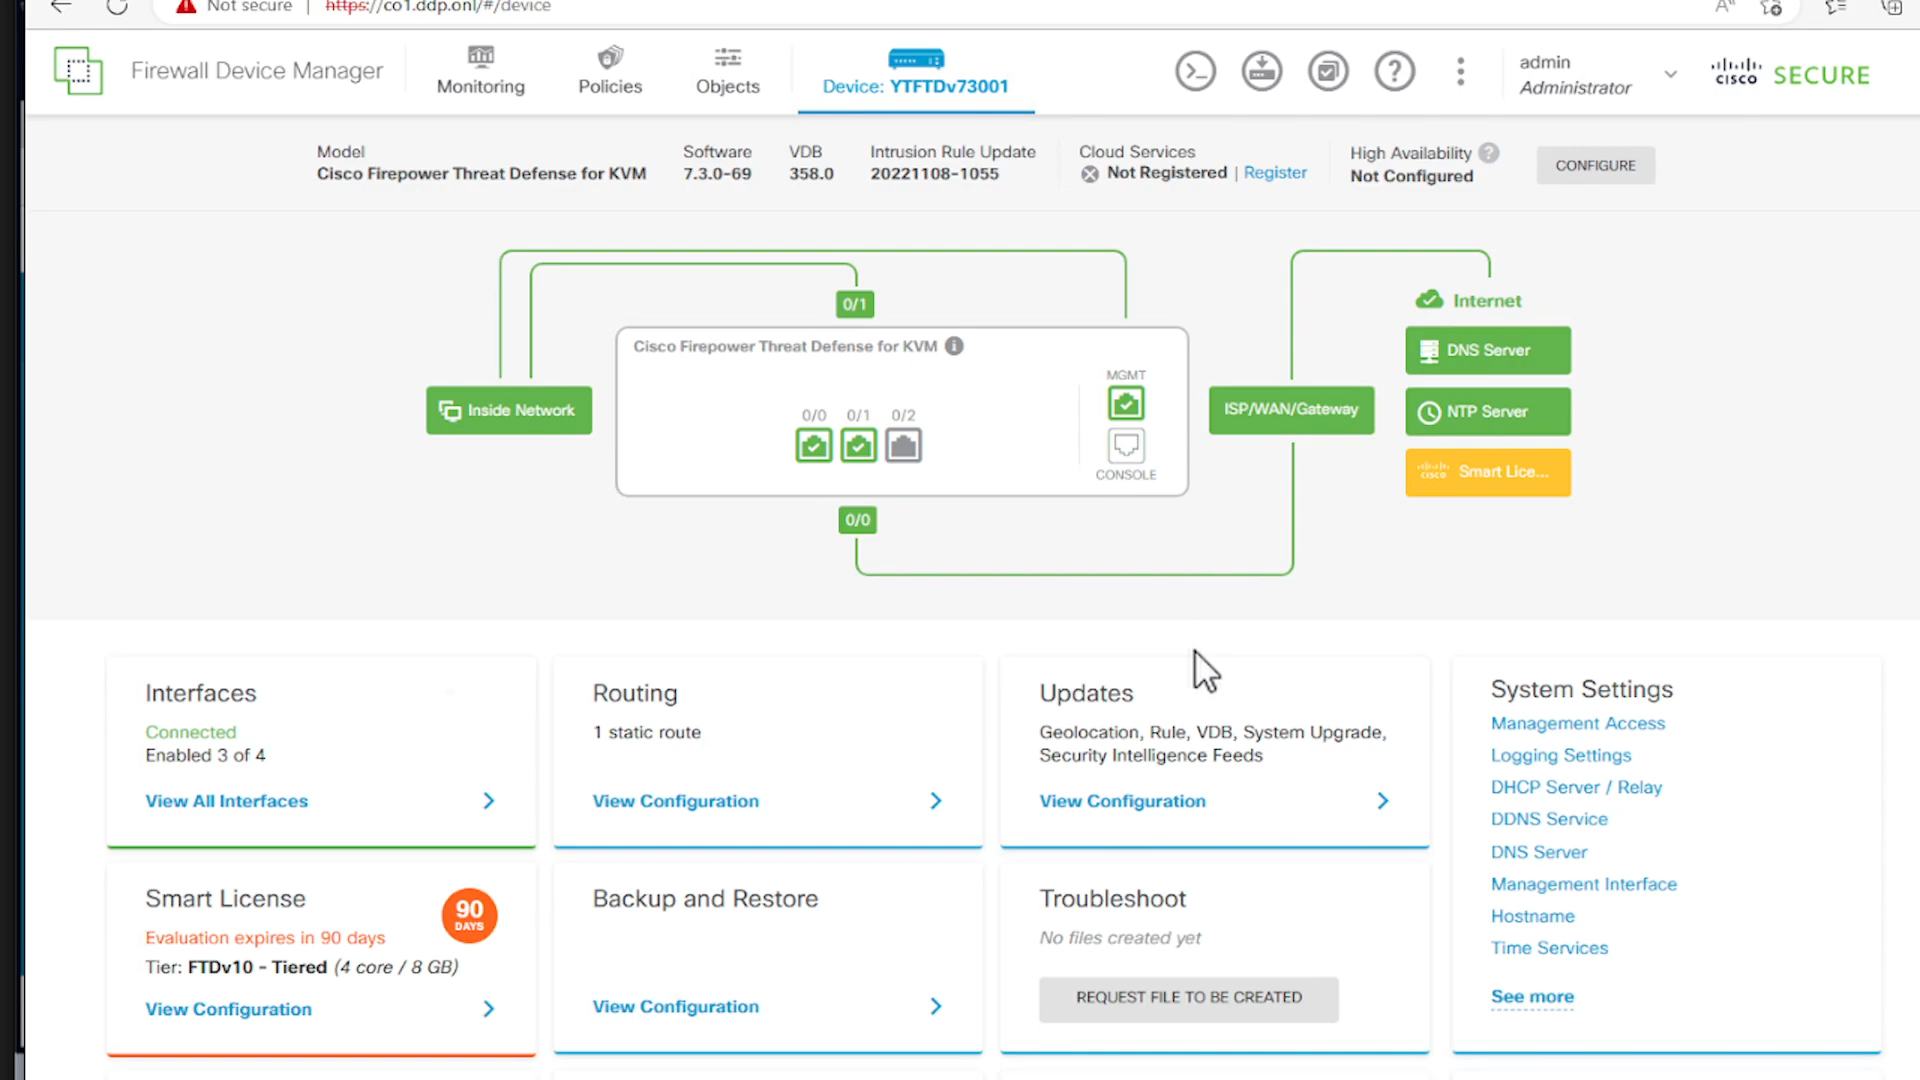 Not secure | https://co1.ddp.onl/#/device
Firewall Device Manager
Monitoring
Policies
Objects
Device: YTFTDv73001
admin
Administrator
cisco SECURE
Model
Cisco Firepower Threat Defense for KVM
Software
7.3.0-69
VDB
358.0
Intrusion Rule Update
20221108-1055
Cloud Services
Not Registered | Register
High Availability ?
Not Configured
CONFIGURE
0/1
Internet
Cisco Firepower Threat Defense for KVM i
DNS Server
MGMT
Inside Network
0/0 0/1 0/2
ISP/WAN/Gateway
NTP Server
CONSOLE
cisco Smart Lice...
0/0
Interfaces
Connected
Enabled 3 of 4
View All Interfaces
Routing
1 static route
View Configuration
Updates
Geolocation, Rule, VDB, System Upgrade,
Security Intelligence Feeds
View Configuration
System Settings
Management Access
Logging Settings
DHCP Server / Relay
DDNS Service
DNS Server
Management Interface
Hostname
Time Services
See more
Smart License
90
DAYS
Evaluation expires in 90 days
Tier: FTDv10 - Tiered (4 core / 8 GB)
View Configuration
Backup and Restore
View Configuration
Troubleshoot
No files created yet
REQUEST FILE TO BE CREATED